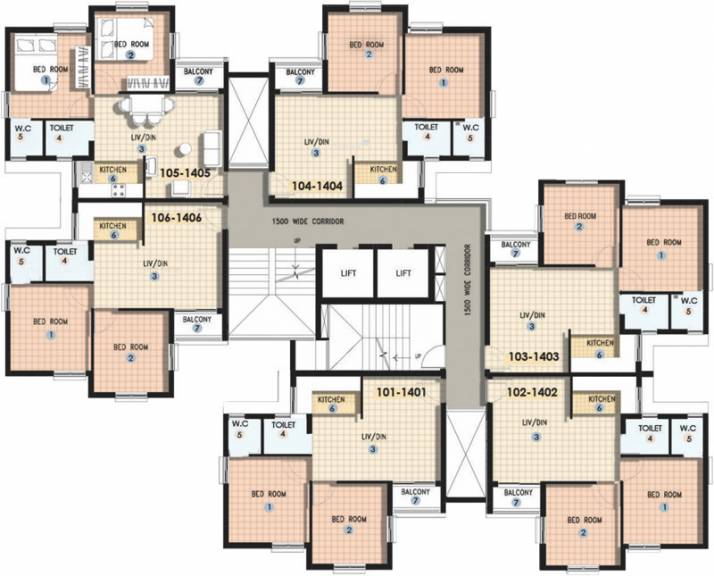 BED ROOM
1
BED ROOM
2
BALCONY
7
W.C
5
TOILET
4
LIV/DIN
3
KITCHEN
6
105-1405
BALCONY
7
BED ROOM
2
BED ROOM
1
LIV/DIN
3
TOILET
4
W.C
5
KITCHEN
6
104-1404
106-1406
KITCHEN
6
W.C
5
TOILET
4
LIV/DIN
3
BED ROOM
1
BED ROOM
2
BALCONY
7
1500 WIDE CORRIDOR
UP
LIFT
LIFT
1500 WIDE CORRIDOR
UP
BALCONY
7
BED ROOM
2
BED ROOM
1
LIV/DIN
3
TOILET
4
W.C
5
KITCHEN
6
103-1403
101-1401
KITCHEN
6
W.C
5
TOILET
4
LIV/DIN
3
BED ROOM
1
BED ROOM
2
BALCONY
7
102-1402
KITCHEN
6
LIV/DIN
3
TOILET
4
W.C
5
BALCONY
7
BED ROOM
2
BED ROOM
1